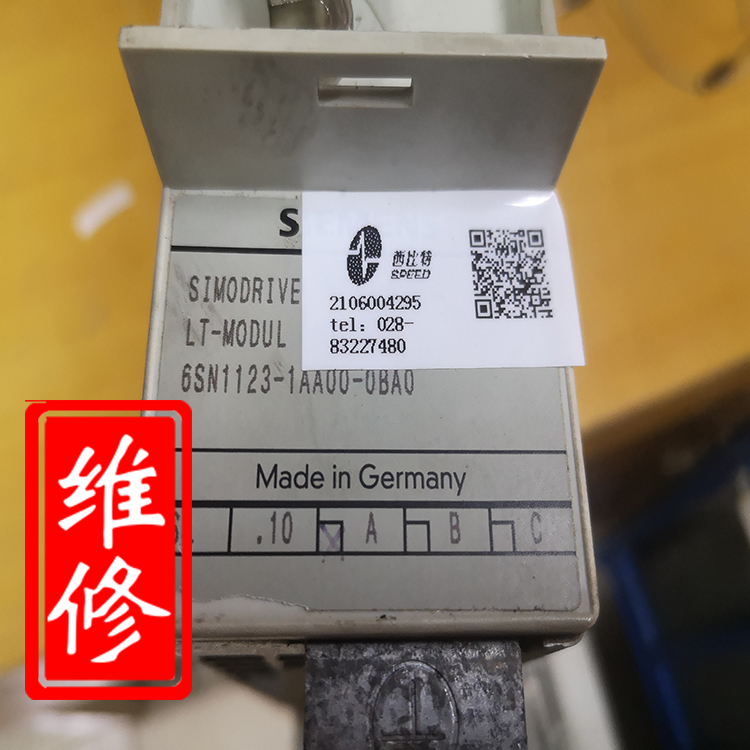 S
西比特
SPEED
2106004295
tel: 028-
83227480
SIMODRIVE
LT-MODUL
6SN1123-1AA00-0BA0
Made in Germany
.10 A B C
维修